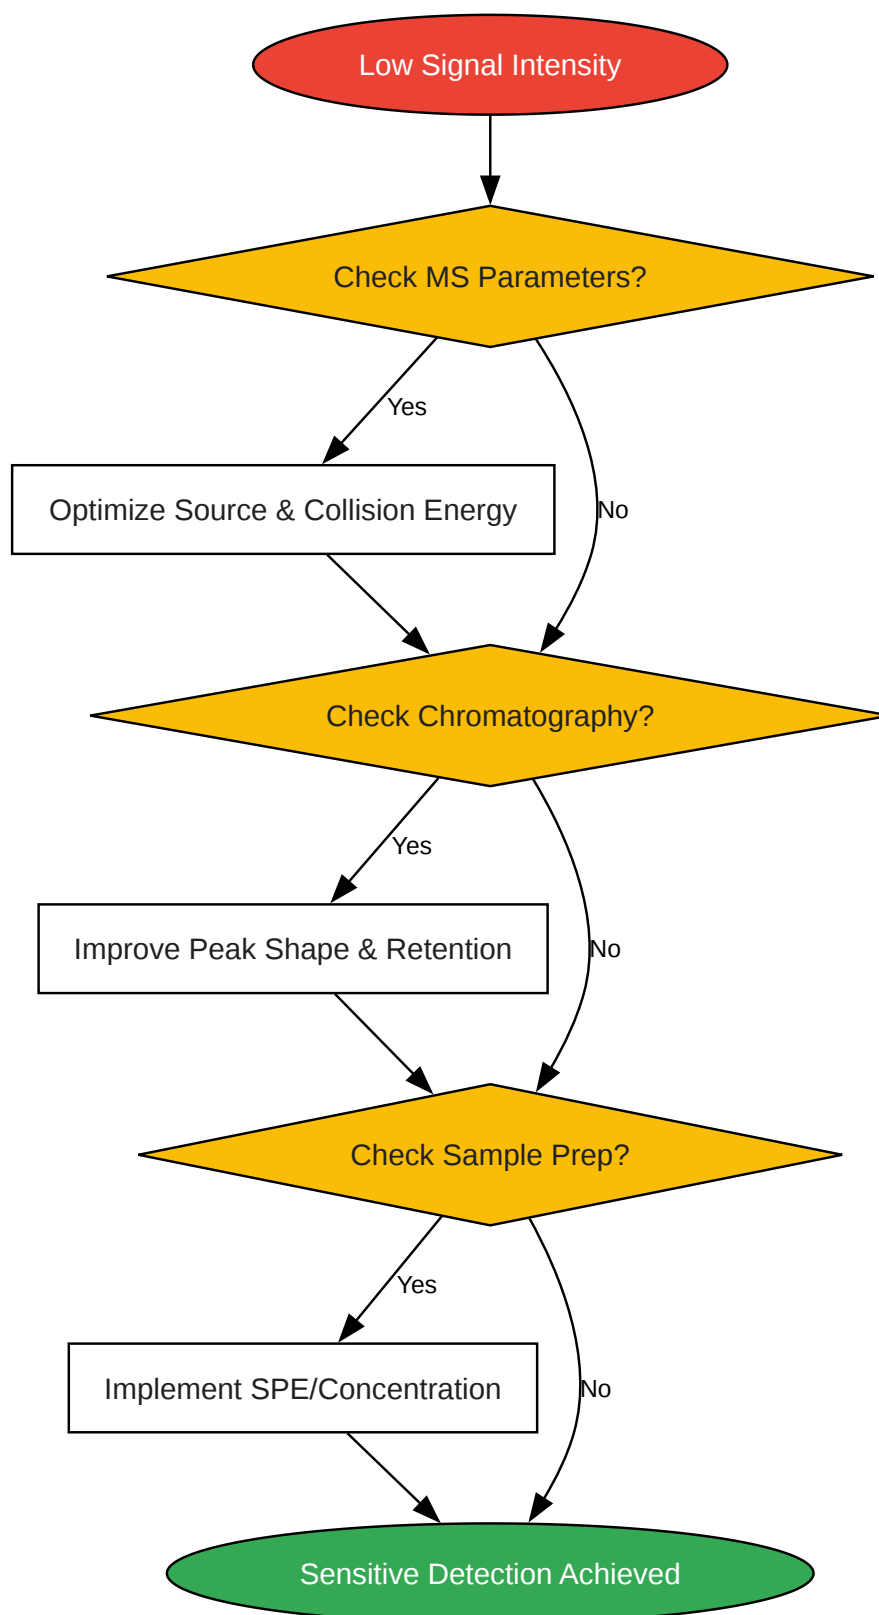 Low Signal Intensity
Check MS Parameters?
Yes
Optimize Source & Collision Energy
No
Check Chromatography?
Yes
Improve Peak Shape & Retention
No
Check Sample Prep?
Yes
Implement SPE/Concentration
No
Sensitive Detection Achieved